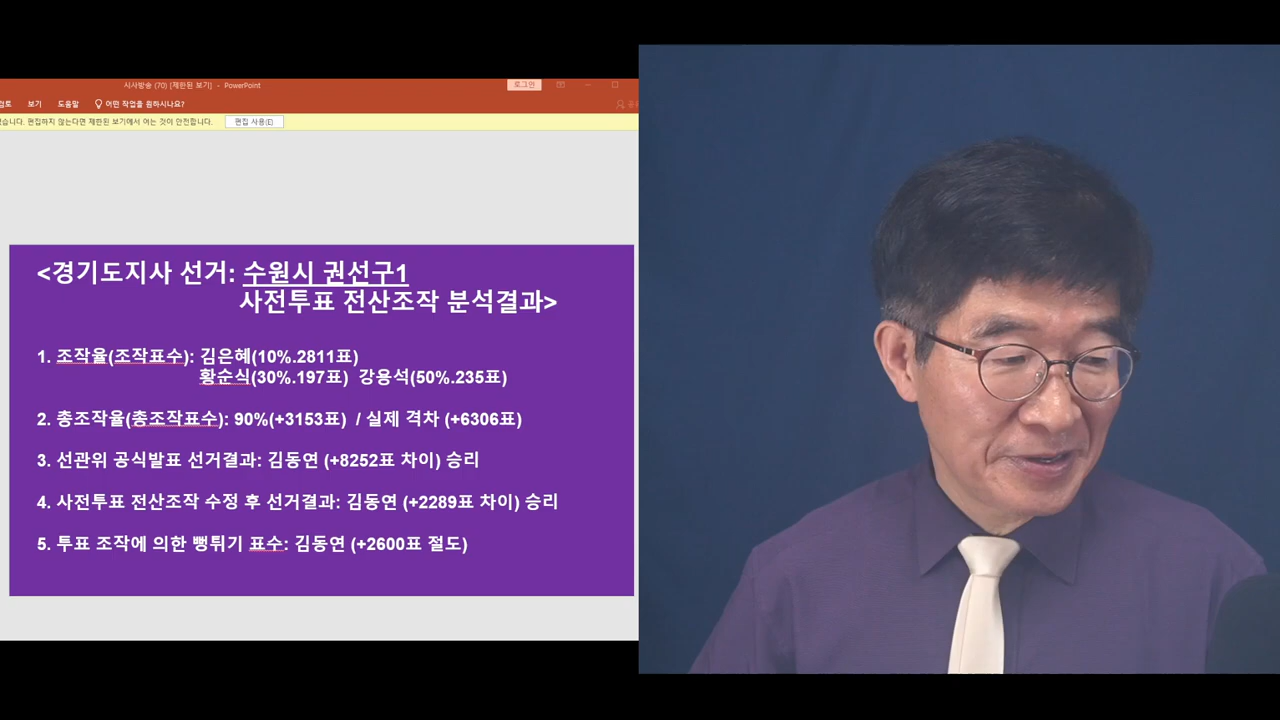 시사방송 (70) [제한된 보기] - PowerPoint
로그인
검토 보기 도움말 어떤 작업을 원하시나요?
있습니다. 편집하지 않는다면 제한된 보기에서 여는 것이 안전합니다. 편집 사용(E)
<경기도지사 선거: 수원시 권선구1
사전투표 전산조작 분석결과>
1. 조작율(조작표수): 김은혜(10%.2811표)
황순식(30%.197표) 강용석(50%.235표)
2. 총조작율(총조작표수): 90%(+3153표) / 실제 격차 (+6306표)
3. 선관위 공식발표 선거결과: 김동연 (+8252표 차이) 승리
4. 사전투표 전산조작 수정 후 선거결과: 김동연 (+2289표 차이) 승리
5. 투표 조작에 의한 뻥튀기 표수: 김동연 (+2600표 절도)